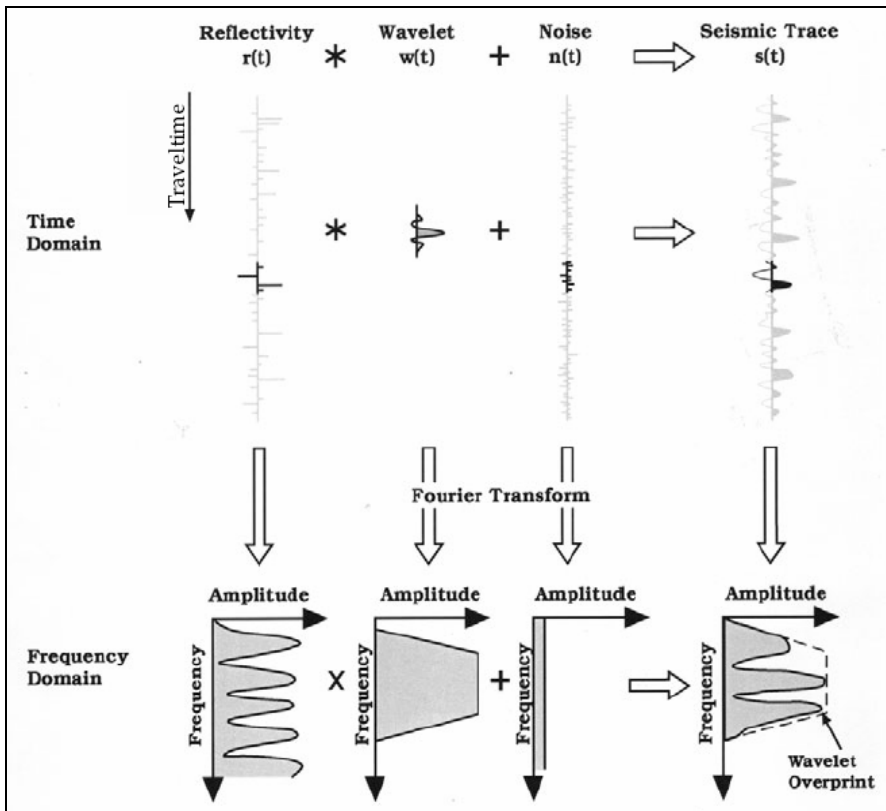 Reflectivity Wavelet Noise Seismic Trace
r(t) * w(t) + n(t) s(t)
Traveltime
Time
Domain
* +
Fourier Transform
Amplitude Amplitude Amplitude Amplitude
Frequency
Domain
Frequency x Frequency + Frequency Frequency
Wavelet
Overprint